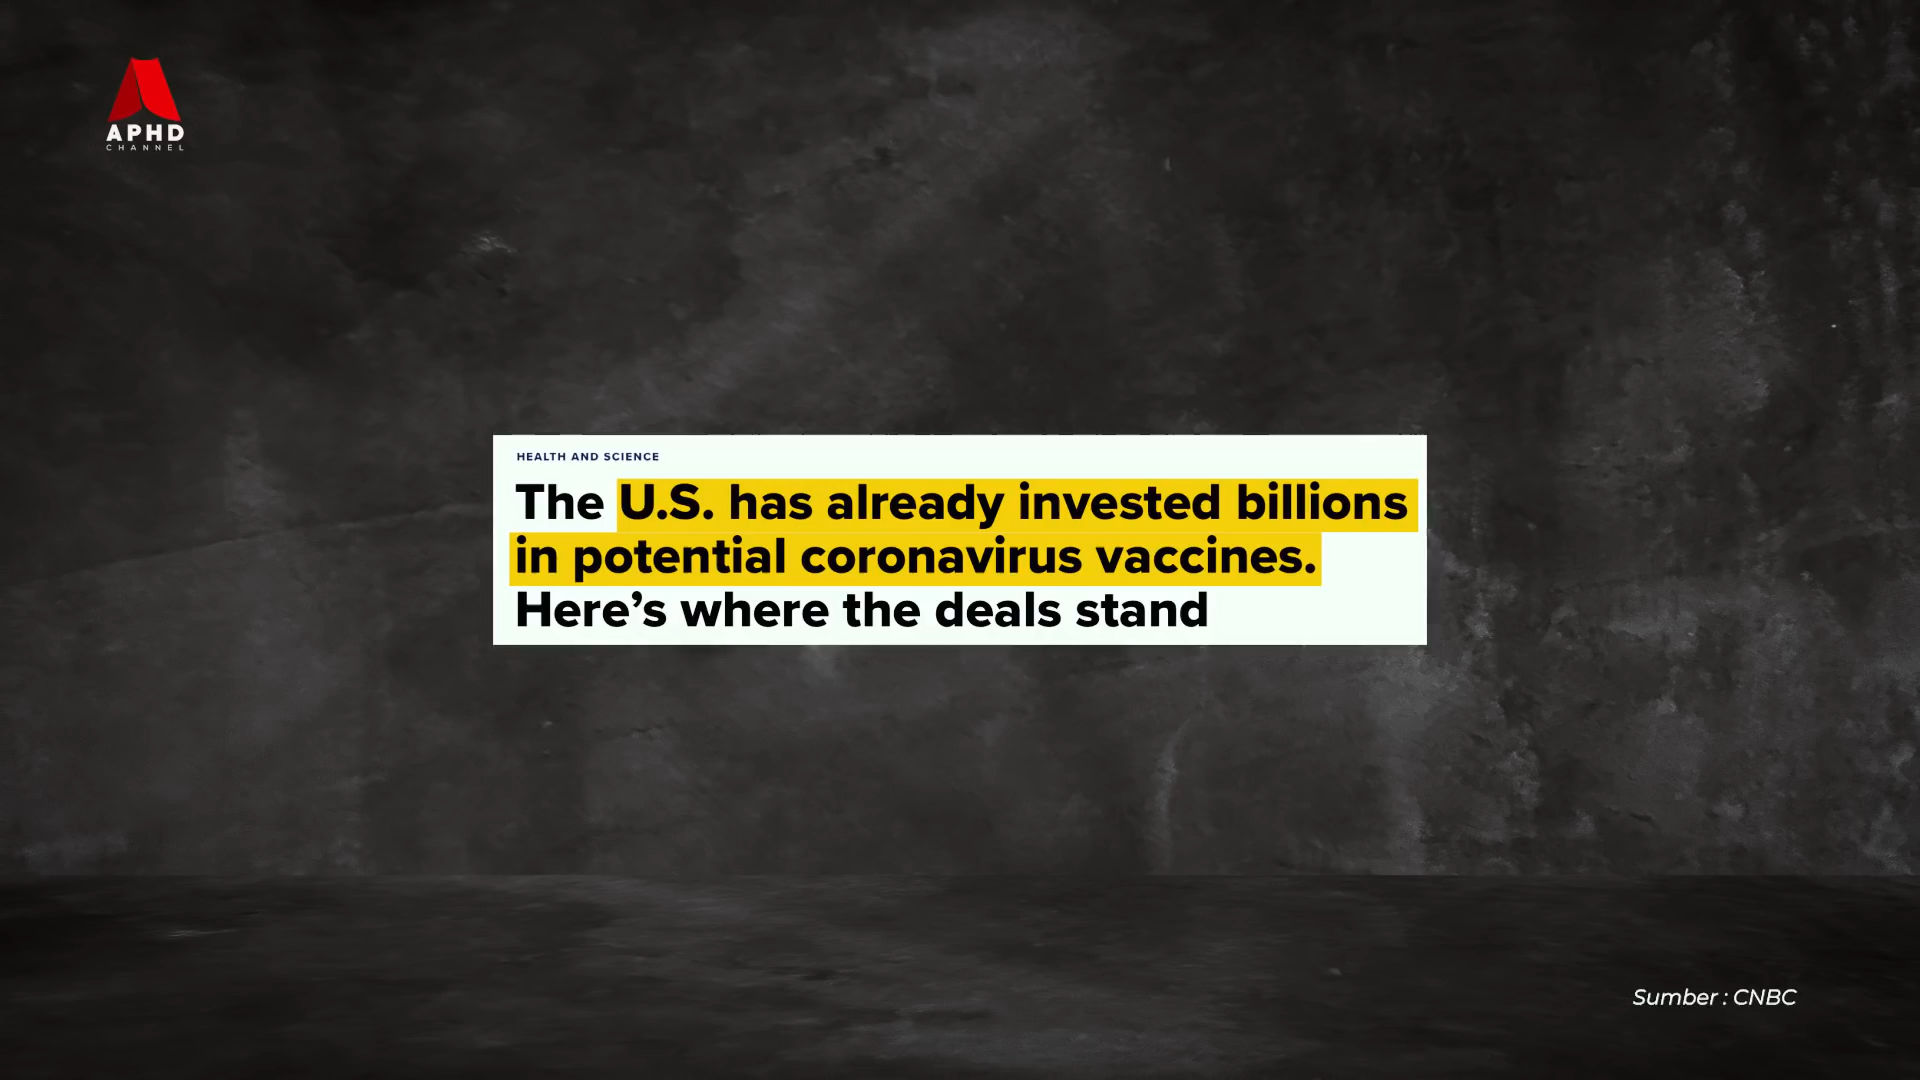 APHD
CHANNEL
HEALTH AND SCIENCE
The U.S. has already invested billions
in potential coronavirus vaccines.
Here’s where the deals stand
Sumber : CNBC